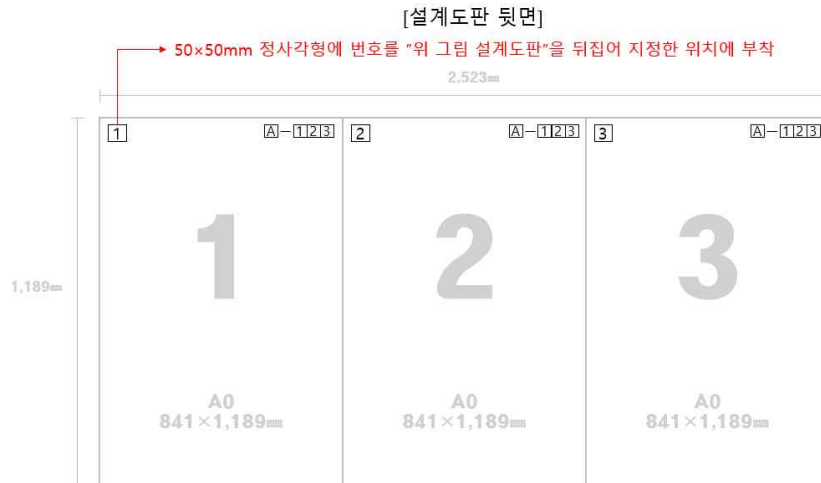 [설계도판 뒷면]
50×50mm 정사각형에 번호를 "위 그림 설계도판"을 뒤집어 지정한 위치에 부착
2.523㎜
1 A-123 2 A-123 3 A-123
1 2 3
1,189㎜
A0 A0 A0
841×1,189㎜ 841×1,189㎜ 841×1,189㎜